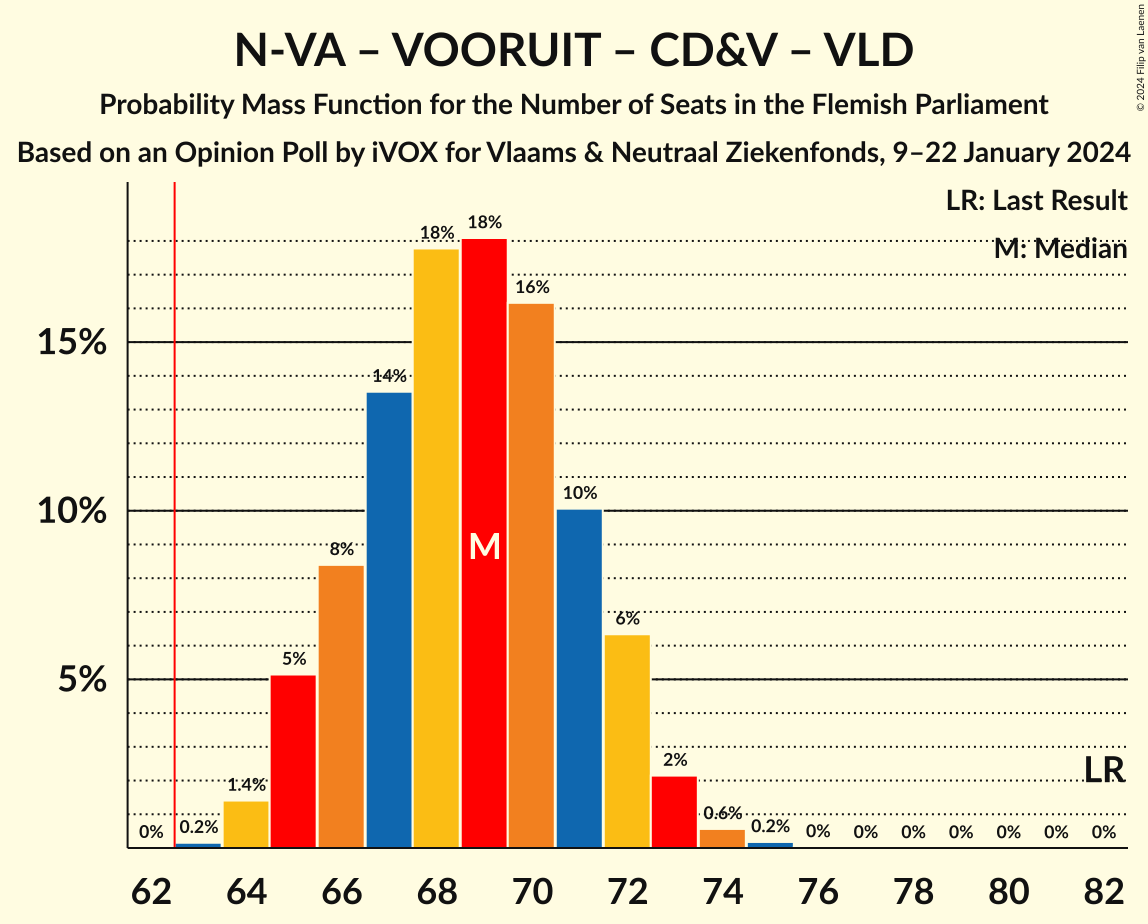 N-VA – VOORUIT – CD&V – VLD
Probability Mass Function for the Number of Seats in the Flemish Parliament
Based on an Opinion Poll by iVOX for Vlaams & Neutraal Ziekenfonds, 9–22 January 2024
© 2024 Filip van Laenen
LR: Last Result
M: Median
18%
18%
16%
15%
14%
10%
10%
M
8%
6%
5%
5%
2%
LR
1.4%
0.6%
0% 0.2% 0.2% 0% 0% 0% 0% 0% 0% 0%
62 64 66 68 70 72 74 76 78 80 82